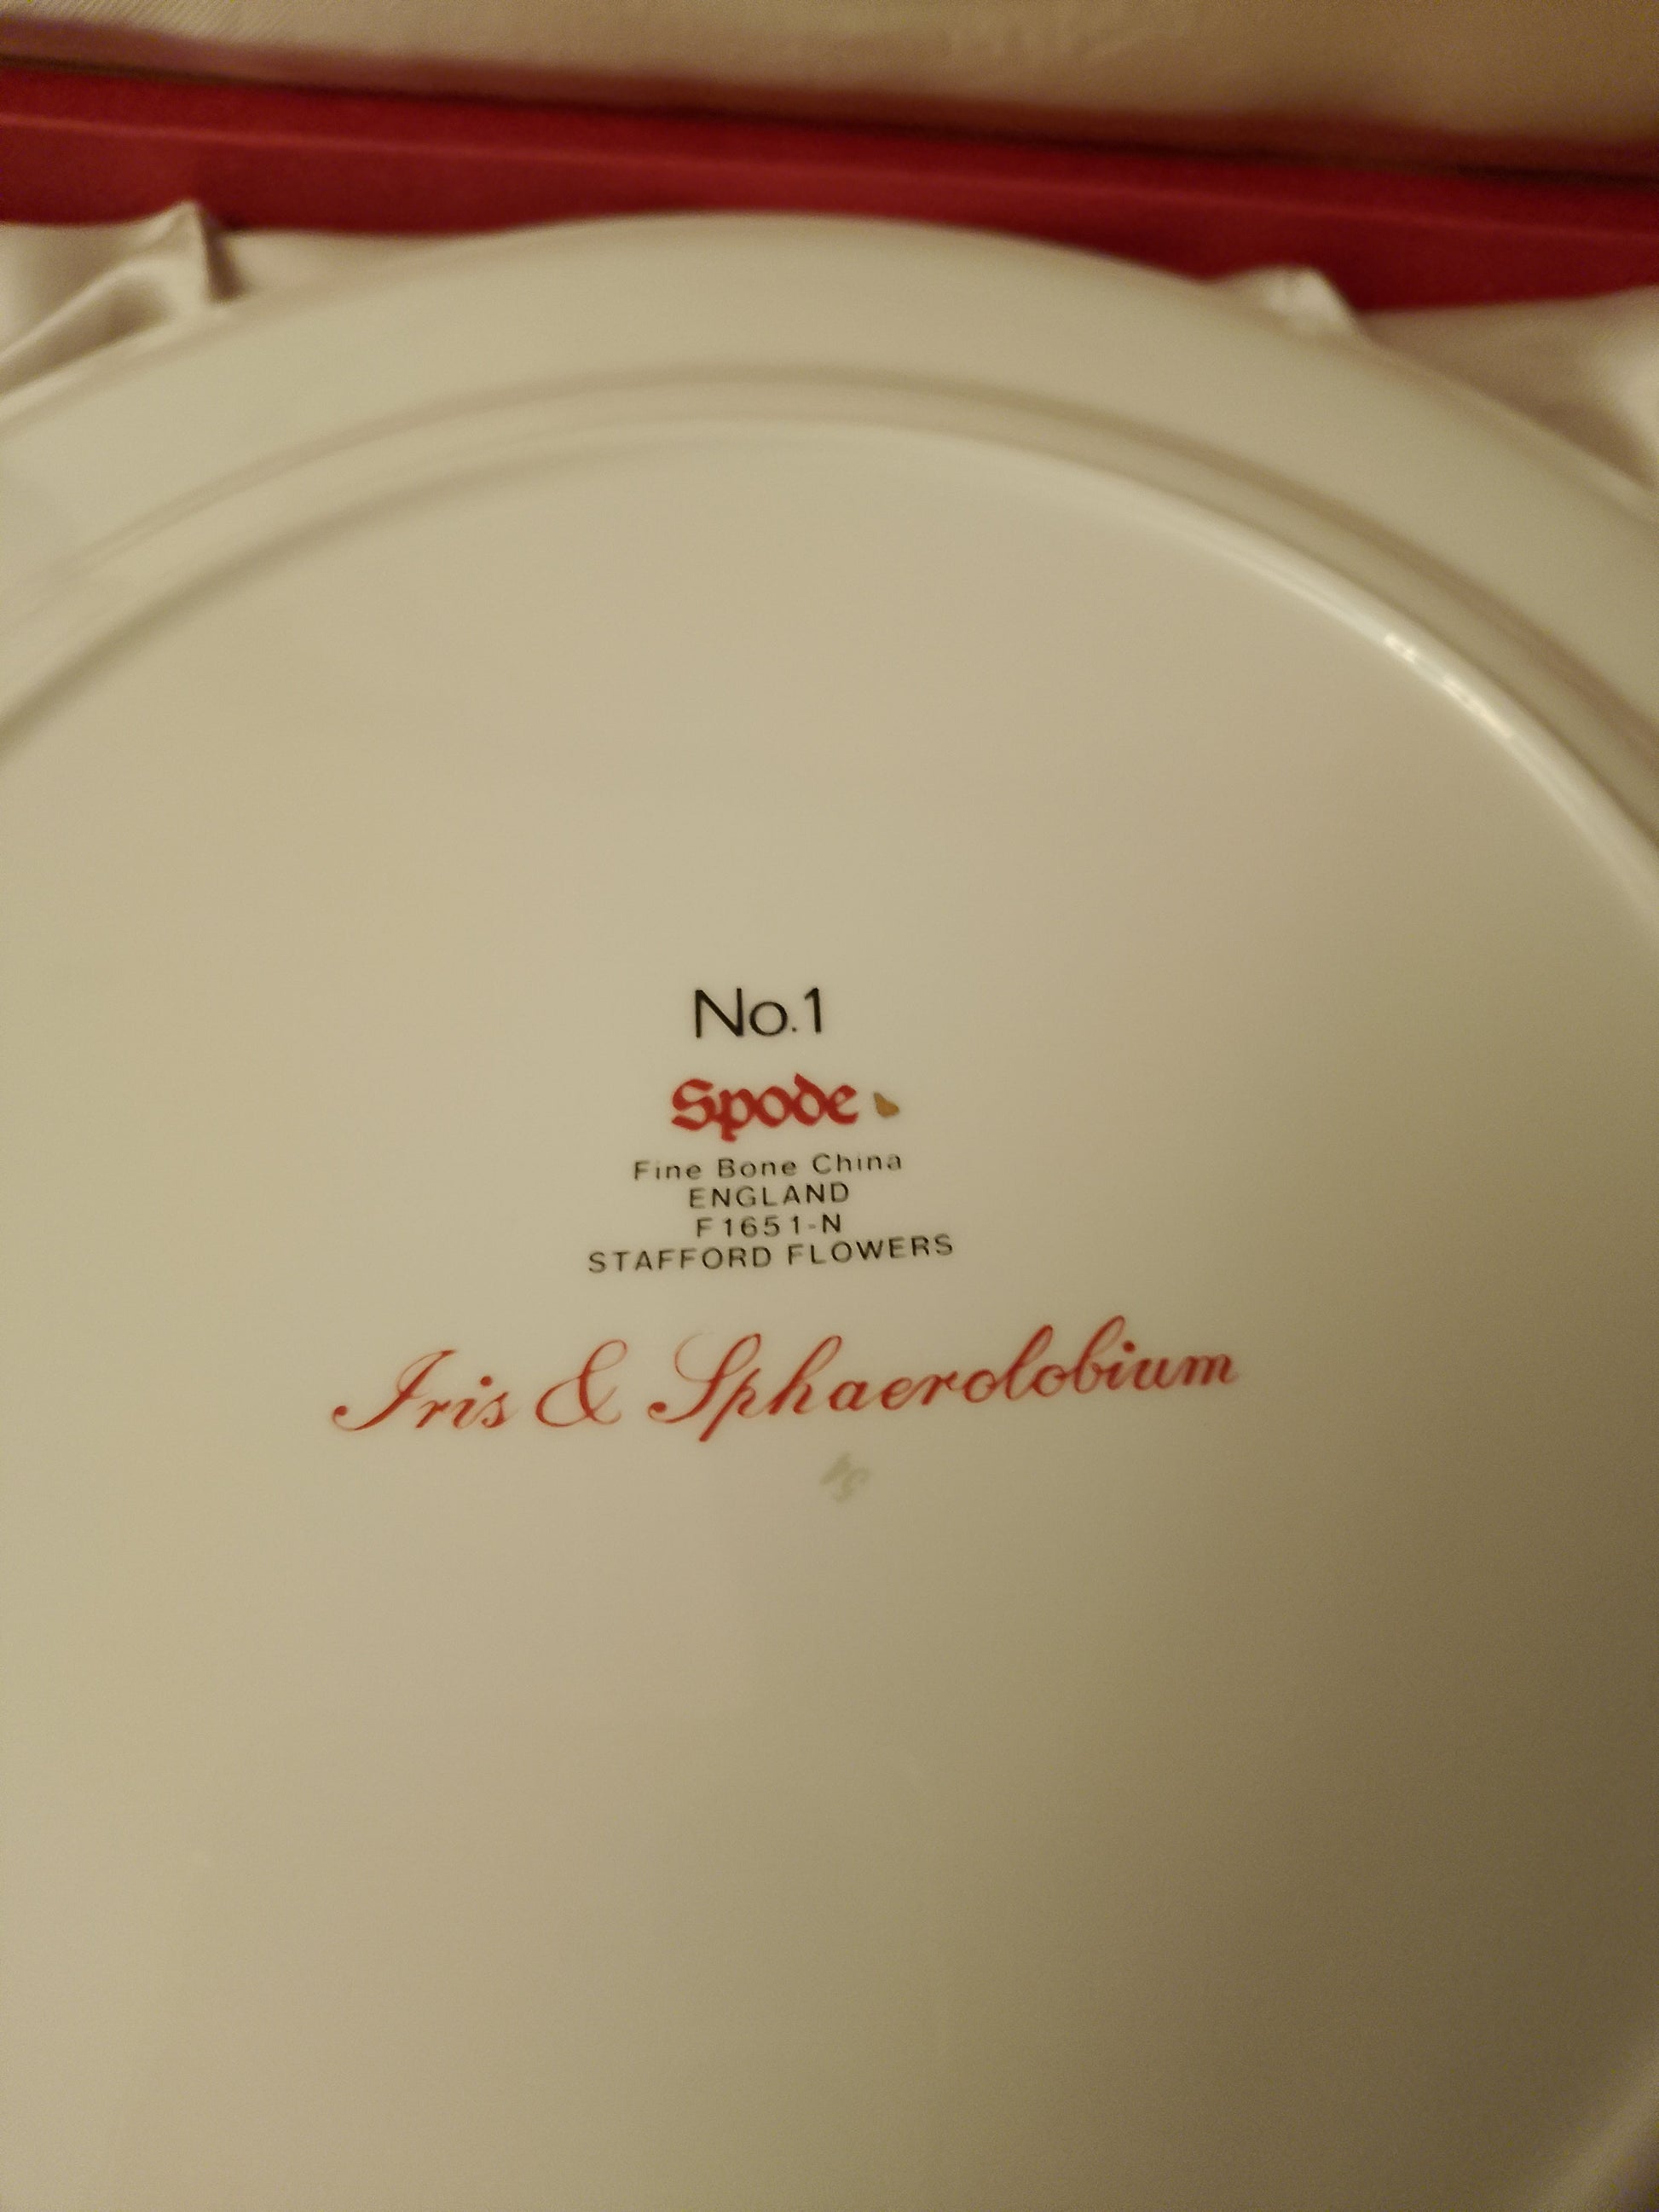 No.1
Spode
Fine Bone China
ENGLAND
F1651-N
STAFFORD FLOWERS
Iris & Sphaerolobium